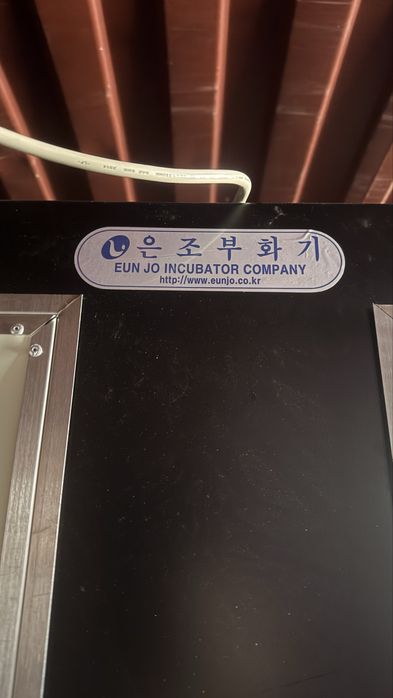 은조부화기
EUN JO INCUBATOR COMPANY
http://www.eunjo.co.kr